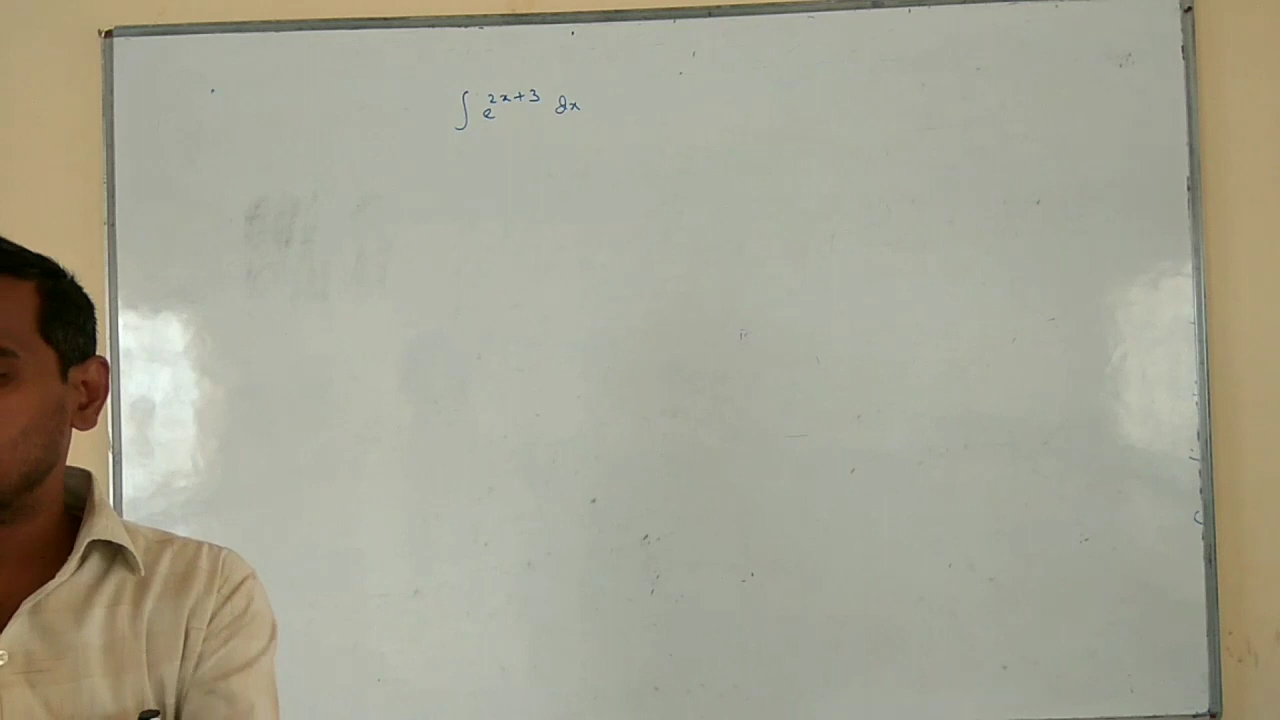 ∫ e^{2x+3} dx